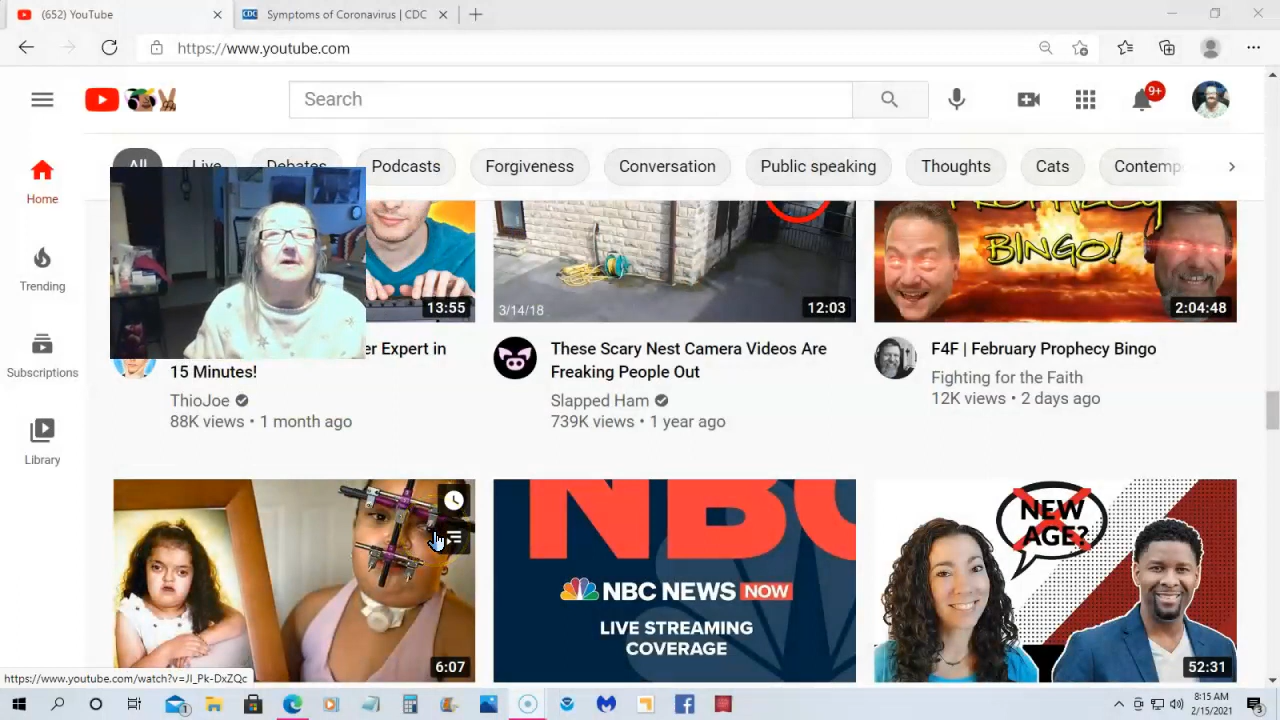 (652) YouTube
Symptoms of Coronavirus | CDC
https://www.youtube.com
Search
9+
All
Live
Debates
Podcasts
Forgiveness
Conversation
Public speaking
Thoughts
Cats
Contemp
Home
Trending
Subscriptions
Library
13:55
3/14/18
12:03
PROPHECY
BINGO!
2:04:48
er Expert in
15 Minutes!
ThioJoe
88K views • 1 month ago
These Scary Nest Camera Videos Are
Freaking People Out
Slapped Ham
739K views • 1 year ago
F4F | February Prophecy Bingo
Fighting for the Faith
12K views • 2 days ago
6:07
NBC
NBC NEWS NOW
LIVE STREAMING
COVERAGE
NEW
AGE?
52:31
https://www.youtube.com/watch?v=JI_Pk-DxZQc
8:15 AM
2/15/2021
3